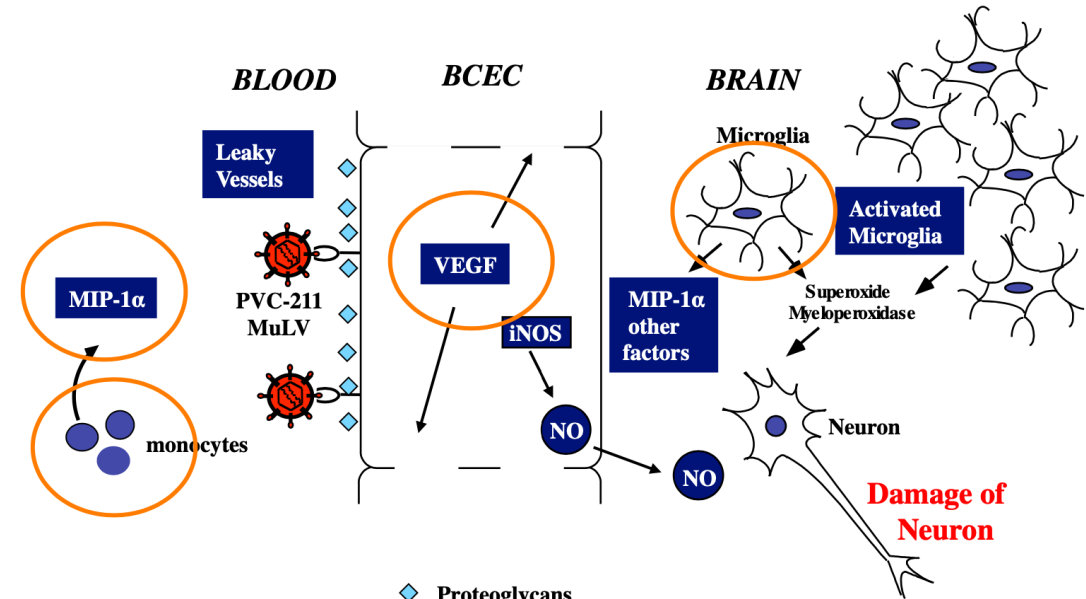 BLOOD
BCEC
BRAIN
Leaky
Vessels
Microglia
VEGF
Activated
Microglia
MIP-1α
PVC-211
MuLV
iNOS
MIP-1α
other
factors
Superoxide
Myeloperoxidase
monocytes
NO
NO
Neuron
Damage of
Neuron
Proteoglycans